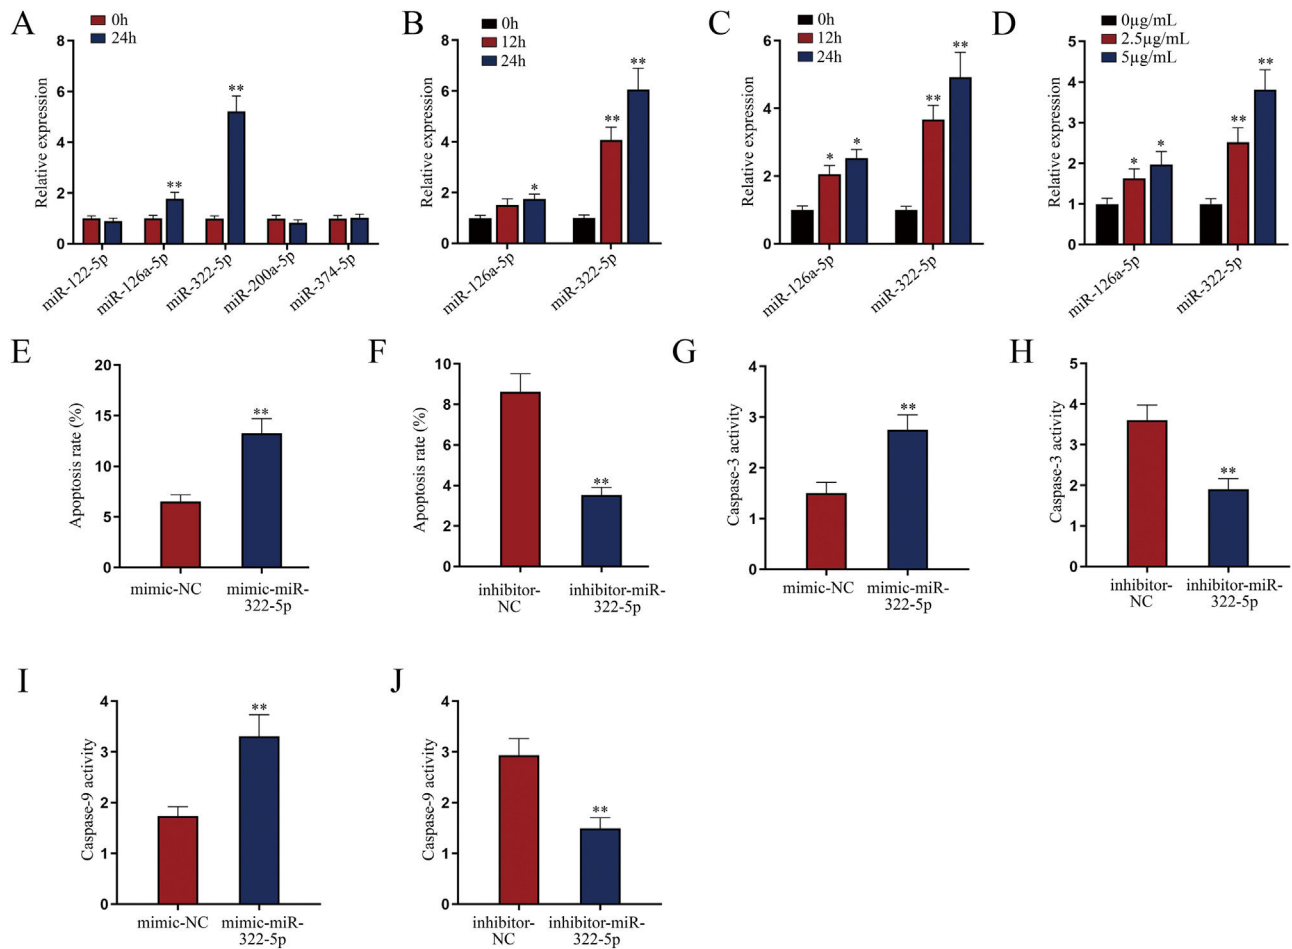 A
0h
24h
Relative expression
8
6
4
2
0
**
**
miR-122-5p
miR-126a-5p
miR-322-5p
miR-200a-5p
miR-374-5p
B
0h
12h
24h
Relative expression
8
6
4
2
0
*
**
**
miR-126a-5p
miR-322-5p
C
0h
12h
24h
Relative expression
6
4
2
0
*
*
**
**
miR-126a-5p
miR-322-5p
D
0µg/mL
2.5µg/mL
5µg/mL
Relative expression
5
4
3
2
1
0
*
*
**
**
miR-126a-5p
miR-322-5p
E
Apoptosis rate (%)
20
15
10
5
0
**
mimic-NC
mimic-miR-
322-5p
F
Apoptosis rate (%)
10
8
6
4
2
0
**
inhibitor-
NC
inhibitor-miR-
322-5p
G
Caspase-3 activity
4
3
2
1
0
**
mimic-NC
mimic-miR-
322-5p
H
Caspase-3 activity
5
4
3
2
1
0
**
inhibitor-
NC
inhibitor-miR-
322-5p
I
Caspase-9 activity
4
3
2
1
0
**
mimic-NC
mimic-miR-
322-5p
J
Caspase-9 activity
4
3
2
1
0
**
inhibitor-
NC
inhibitor-miR-
322-5p